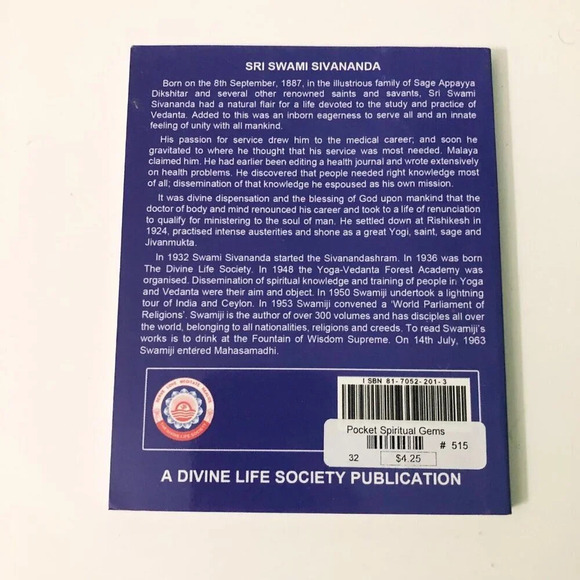 SRI SWAMI SIVANANDA
Born on the 8th September, 1887, in the illustrious family of Sage Appayya
Dikshitar and several other renowned saints and savants, Sri Swami
Sivananda had a natural flair for a life devoted to the study and practice of
Vedanta. Added to this was an inborn eagerness to serve all and an innate
feeling of unity with all mankind.
His passion for service drew him to the medical career; and soon he
gravitated to where he thought that his service was most needed. Malaya
claimed him. He had earlier been editing a health journal and wrote extensively
on health problems. He discovered that people needed right knowledge most
of all; dissemination of that knowledge he espoused as his own mission.
It was divine dispensation and the blessing of God upon mankind that the
doctor of body and mind renounced his career and took to a life of renunciation
to qualify for ministering to the soul of man. He settled down at Rishikesh in
1924, practised intense austerities and shone as a great Yogi, saint, sage and
Jivanmukta.
In 1932 Swami Sivananda started the Sivanandashram. In 1936 was born
The Divine Life Society. In 1948 the Yoga-Vedanta Forest Academy was
organised. Dissemination of spiritual knowledge and training of people in Yoga
and Vedanta were their aim and object. In 1950 Swamiji undertook a lightning
tour of India and Ceylon. In 1953 Swamiji convened a 'World Parliament of
Religions'. Swamiji is the author of over 300 volumes and has disciples all over
the world, belonging to all nationalities, religions and creeds. To read Swamiji's
works is to drink at the Fountain of Wisdom Supreme. On 14th July, 1963
Swamiji entered Mahasamadhi.
ISBN 81-7052-201-3
Pocket Spiritual Gems
# 515
32 $4.25
A DIVINE LIFE SOCIETY PUBLICATION